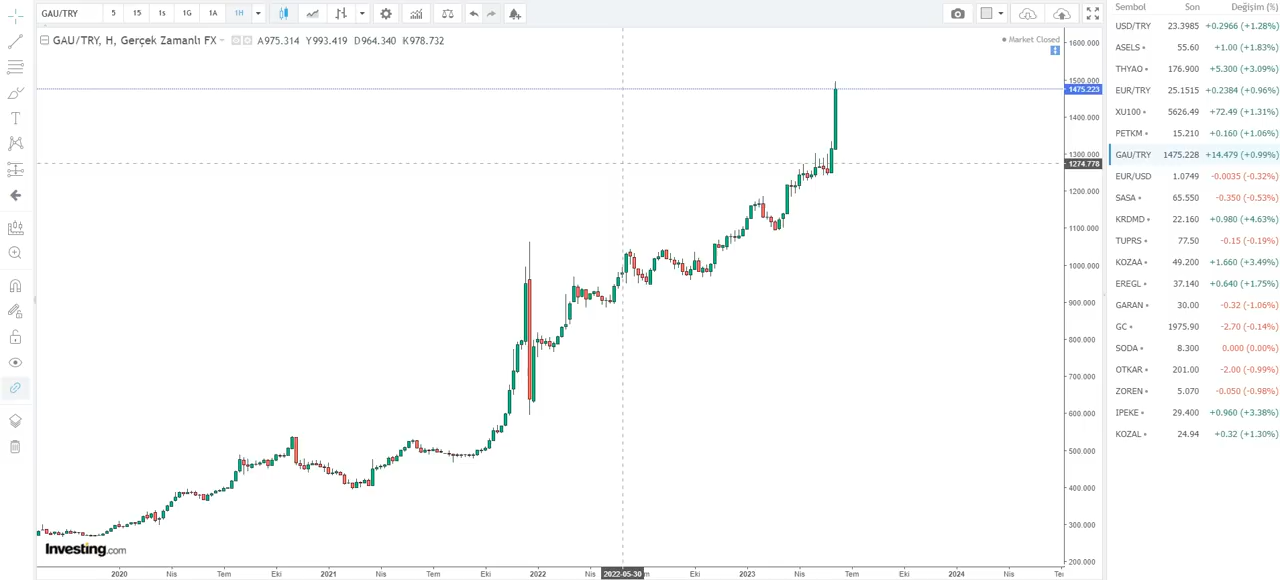 GAU/TRY 5 15 1s 1G 1A 1H
GAU/TRY, H, Gerçek Zamanlı FX A975.314 Y993.419 D964.340 K978.732
Market Closed
1600.000
1500.000
1475.223
1400.000
1300.000
1274.778
1200.000
1100.000
1000.000
900.000
800.000
700.000
600.000
500.000
400.000
300.000
200.000
Investing.com
2020 Nis Tem Eki 2021 Nis Tem Eki 2022 Nis 2022-05-30 Eki 2023 Nis Tem Eki 2024 Nis
Sembol Son Değişim (%)
USD/TRY 23.3985 +0.2966 (+1.28%)
ASELS 55.60 +1.00 (+1.83%)
THYAO 176.900 +5.300 (+3.09%)
EUR/TRY 25.1515 +0.2384 (+0.96%)
XU100 5626.49 +72.49 (+1.31%)
PETKM 15.210 +0.160 (+1.06%)
GAU/TRY 1475.228 +14.479 (+0.99%)
EUR/USD 1.0749 -0.0035 (-0.32%)
SASA 65.550 -0.350 (-0.53%)
KRDMD 22.160 +0.980 (+4.63%)
TUPRS 77.50 -0.15 (-0.19%)
KOZAA 49.200 +1.660 (+3.49%)
EREGL 37.140 +0.640 (+1.75%)
GARAN 30.00 -0.32 (-1.06%)
GC 1975.90 -2.70 (-0.14%)
SODA 8.300 0.000 (0.00%)
OTKAR 201.00 -2.00 (-0.99%)
ZOREN 5.070 -0.050 (-0.98%)
IPEKE 29.400 +0.960 (+3.38%)
KOZAL 24.94 +0.32 (+1.30%)